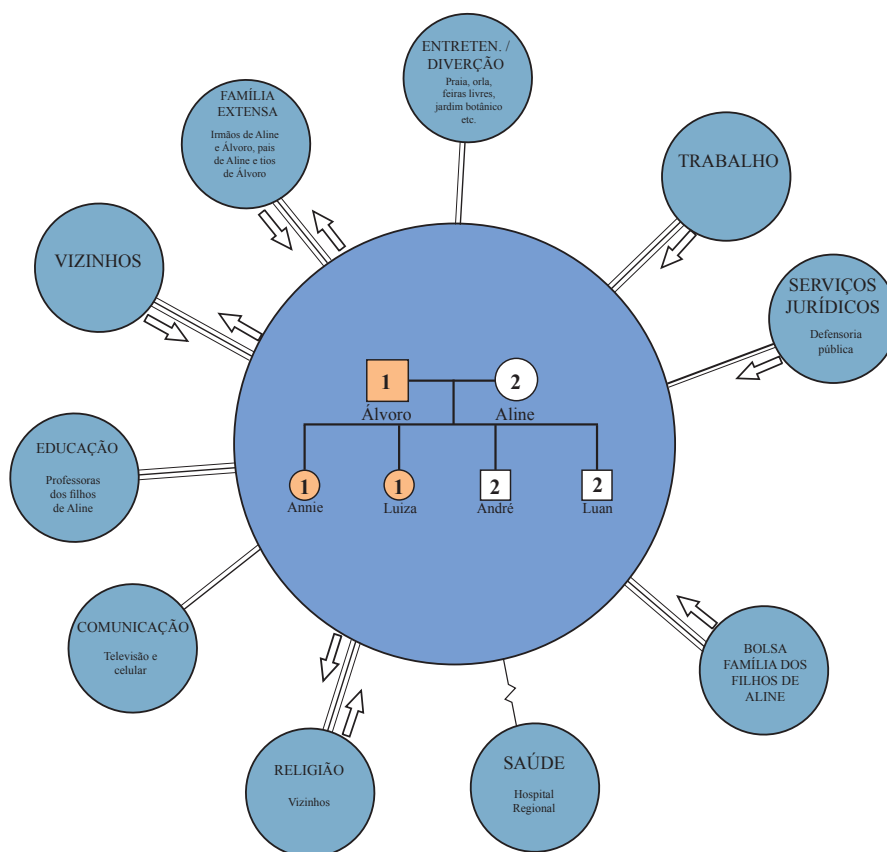 ENTRETEN. /
DIVERÇÃO
Praia, orla,
feiras livres,
jardim botânico
etc.
FAMÍLIA
EXTENSA
Irmãos de Aline
e Álvoro, pais
de Aline e tios
de Álvoro
TRABALHO
VIZINHOS
SERVIÇOS
JURÍDICOS
Defensoria
pública
1
2
Álvoro
Aline
EDUCAÇÃO
Professoras
dos filhos
de Aline
1
1
2
2
Annie
Luiza
André
Luan
COMUNICAÇÃO
Televisão e
celular
BOLSA
FAMÍLIA DOS
FILHOS DE
ALINE
RELIGIÃO
Vizinhos
SAÚDE
Hospital
Regional